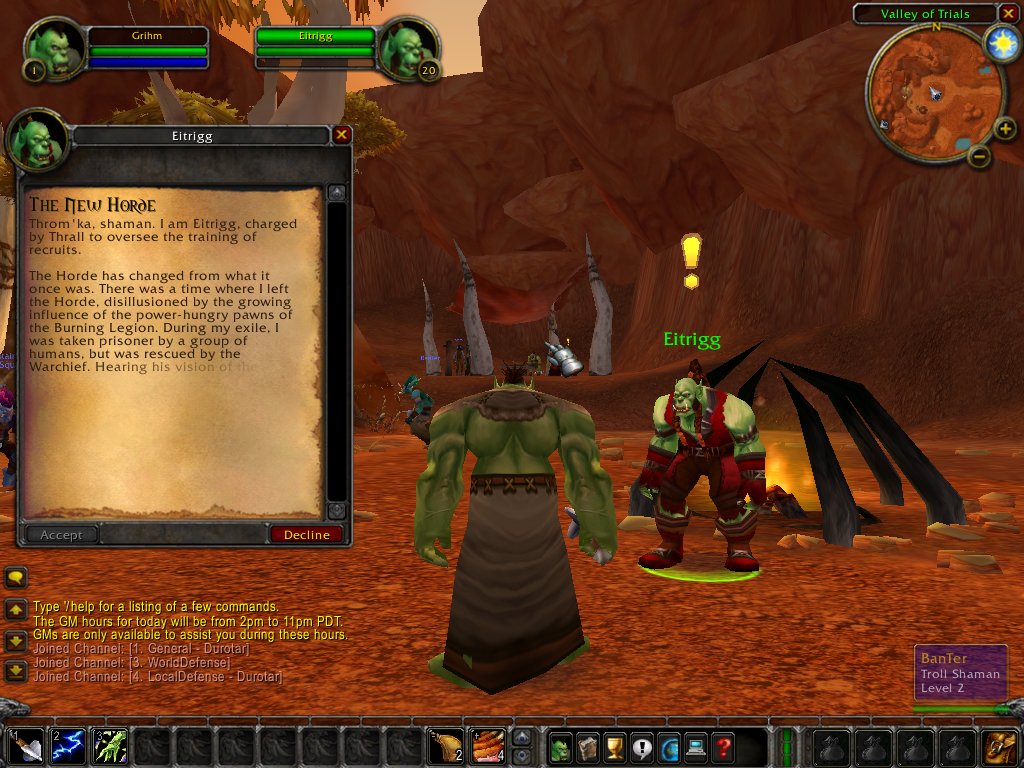 Grihm
1
Eitrigg
20
Valley of Trials
N
Eitrigg
The New Horde
Throm'ka, shaman. I am Eitrigg, charged
by Thrall to oversee the training of
recruits.
The Horde has changed from what it
once was. There was a time where I left
the Horde, disillusioned by the growing
influence of the power-hungry pawns of
the Burning Legion. During my exile, I
was taken prisoner by a group of
humans, but was rescued by the
Warchief. Hearing his vision of the
Accept
Decline
Eitrigg
Type '/help for a listing of a few commands.
The GM hours for today will be from 2pm to 11pm PDT.
GMs are only available to assist you during these hours.
Joined Channel: [1. General - Durotar]
Joined Channel: [3. WorldDefense]
Joined Channel: [4. LocalDefense - Durotar]
BanTer
Troll Shaman
Level 2
1 2 3 2 4